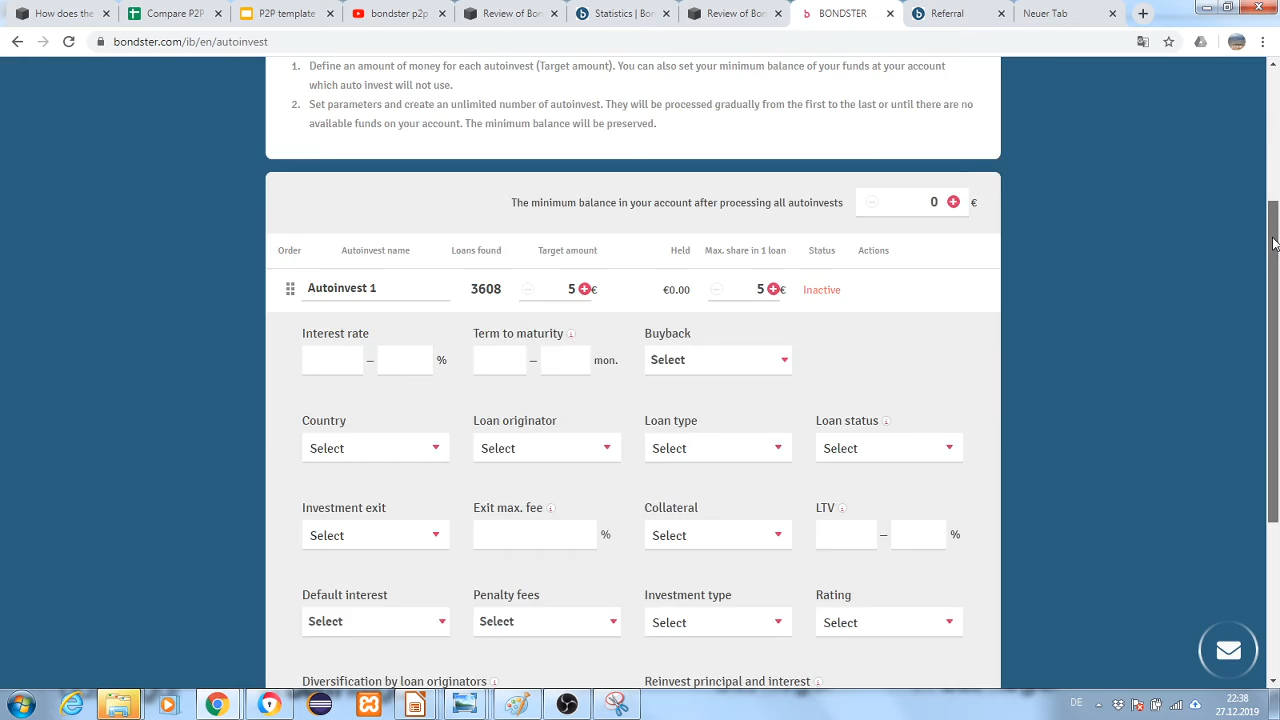 How does the
Compare P2P
P2P template
bondster p2p
Review of Bon
Statistics | Bon
Review of Bon
BONDSTER
Referral
Neuer Tab
bondster.com/ib/en/autoinvest
1. Define an amount of money for each autoinvest (Target amount). You can also set your minimum balance of your funds at your account
which auto invest will not use.
2. Set parameters and create an unlimited number of autoinvest. They will be processed gradually from the first to the last or until there are no
available funds on your account. The minimum balance will be preserved.
The minimum balance in your account after processing all autoinvests 0 €
Order Autoinvest name Loans found Target amount Held Max. share in 1 loan Status Actions
Autoinvest 1 3608 5 € €0.00 5 € Inactive
Interest rate Term to maturity Buyback
– % – mon. Select
Country Loan originator Loan type Loan status
Select Select Select Select
Investment exit Exit max. fee Collateral LTV
Select % Select – %
Default interest Penalty fees Investment type Rating
Select Select Select Select
Diversification by loan originators Reinvest principal and interest
DE
22:38
27.12.2019